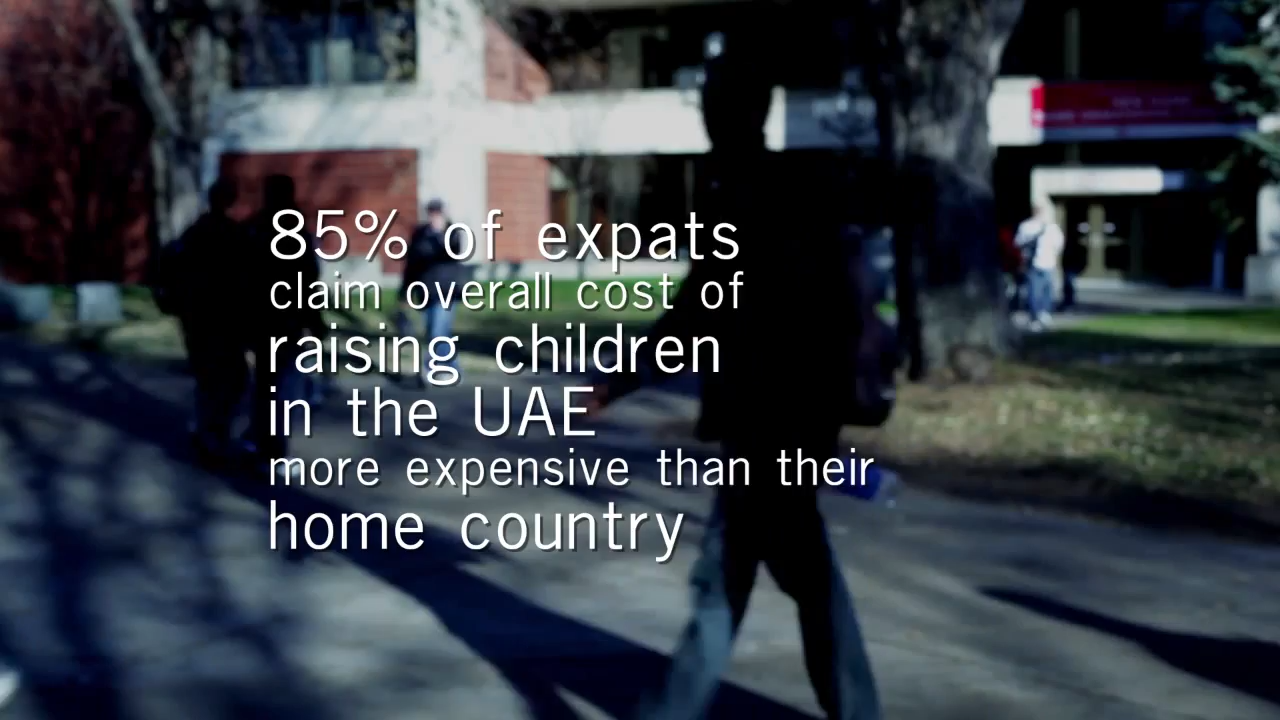 85% of expats
claim overall cost of
raising children
in the UAE
more expensive than their
home country